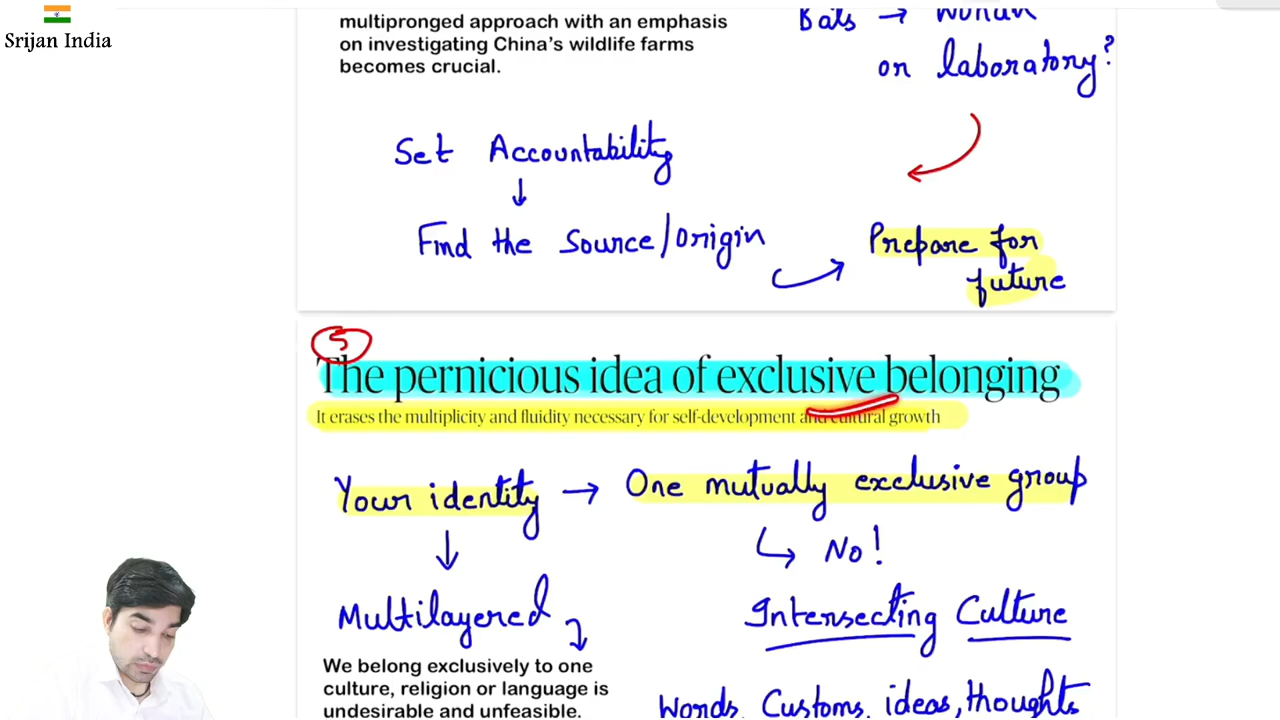 Srijan India
multipronged approach with an emphasis
on investigating China's wildlife farms
becomes crucial.
Bats → Wuhan
or laboratory?
Set Accountability
↓
Find the Source/Origin
Prepare for
future
5
The pernicious idea of exclusive belonging
It erases the multiplicity and fluidity necessary for self-development and cultural growth
Your identity → One mutually exclusive group
↓
↳ No!
Multilayered
Intersecting Culture
We belong exclusively to one
culture, religion or language is
undesirable and unfeasible.
Words, Customs, ideas, thoughts